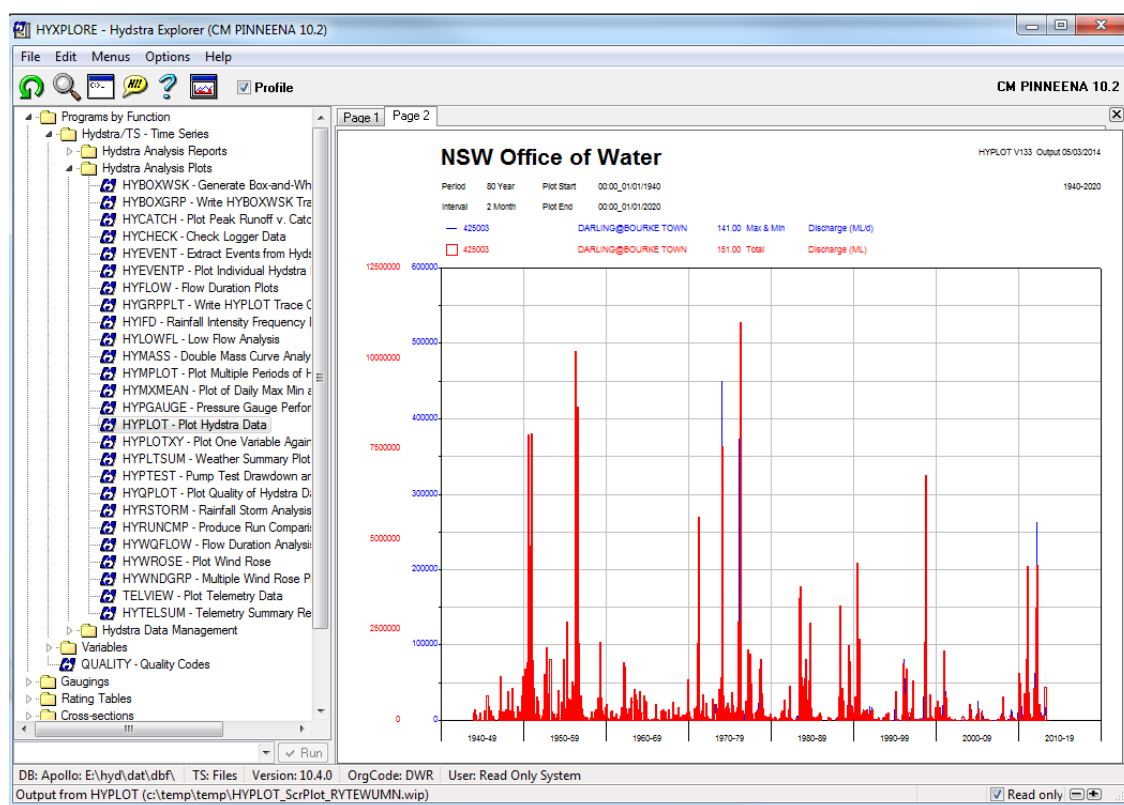 HYXPLORE - Hydstra Explorer (CM PINNEENA 10.2)
File Edit Menus Options Help
Profile
CM PINNEENA 10.2
Programs by Function
Hydstra/TS - Time Series
Hydstra Analysis Reports
Hydstra Analysis Plots
HYBOXWSK - Generate Box-and-Wh
HYBOXGRP - Write HYBOXWSK Tra
HYCATCH - Plot Peak Runoff v. Catc
HYCHECK - Check Logger Data
HYEVENT - Extract Events from Hyds
HYEVENTP - Plot Individual Hydstra
HYFLOW - Flow Duration Plots
HYGRPPLT - Write HYPLOT Trace C
HYIFD - Rainfall Intensity Frequency
HYLOWFL - Low Flow Analysis
HYMASS - Double Mass Curve Analy
HYMPLOT - Plot Multiple Periods of H
HYMXMEAN - Plot of Daily Max Min a
HYPGAUGE - Pressure Gauge Perfor
HYPLOT - Plot Hydstra Data
HYPLOTXY - Plot One Variable Again
HYPLTSUM - Weather Summary Plot
HYPTEST - Pump Test Drawdown ar
HYQPLOT - Plot Quality of Hydstra D
HYRSTORM - Rainfall Storm Analysis
HYRUNCMP - Produce Run Comparis
HYWQFLOW - Flow Duration Analysis
HYWROSE - Plot Wind Rose
HYWNDGRP - Multiple Wind Rose P
TELVIEW - Plot Telemetry Data
HYTELSUM - Telemetry Summary Re
Hydstra Data Management
Variables
QUALITY - Quality Codes
Gaugings
Rating Tables
Cross-sections
Run
Page 1 Page 2
NSW Office of Water
HYPLOT V133 Output 05/03/2014
Period 80 Year Plot Start 00:00_01/01/1940
1940-2020
Interval 2 Month Plot End 00:00_01/01/2020
425003 DARLING@BOURKE TOWN 141.00 Max & Min Discharge (ML/d)
425003 DARLING@BOURKE TOWN 151.00 Total Discharge (ML)
12500000 600000
500000
10000000
400000
7500000
300000
5000000
200000
2500000
100000
0 0
1940-49 1950-59 1960-69 1970-79 1980-89 1990-99 2000-09 2010-19
DB: Apollo: E:\hyd\dat\dbf\ TS: Files Version: 10.4.0 OrgCode: DWR User: Read Only System
Output from HYPLOT (c:\temp\temp\HYPLOT_ScrPlot_RYTEWUMN.wip)
Read only